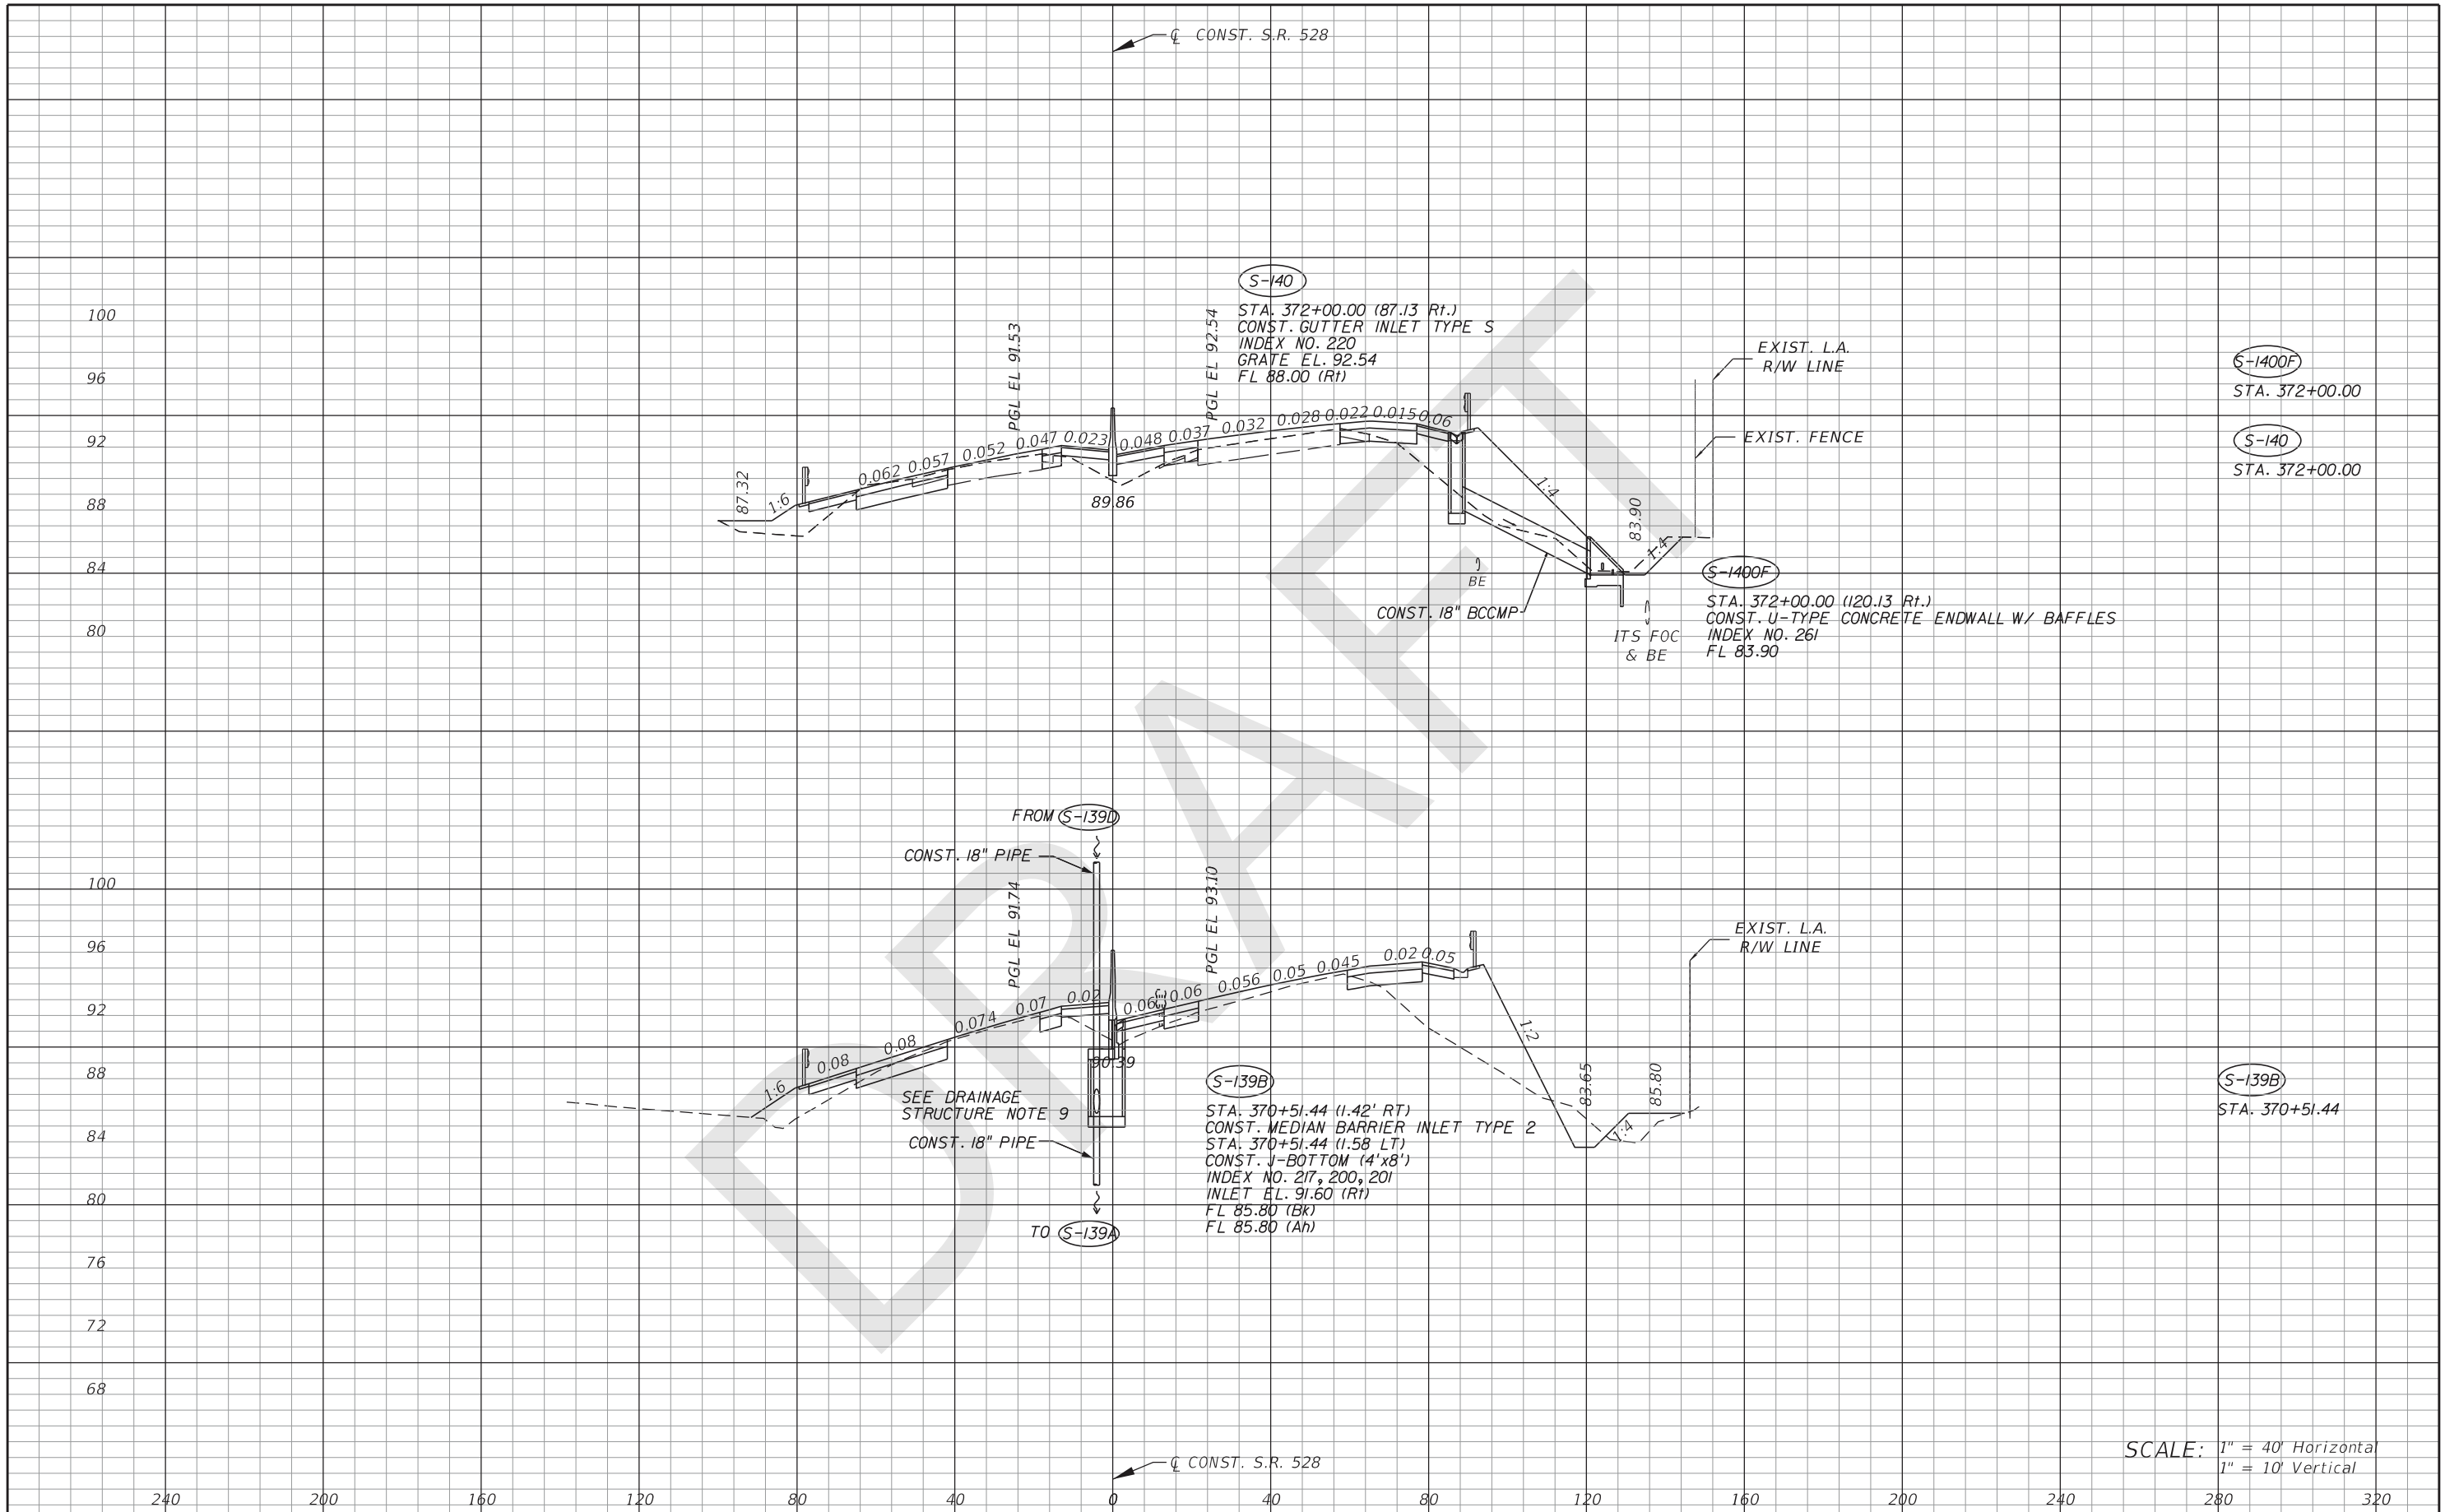 ℄ CONST. S.R. 528
S-140
STA. 372+00.00 (87.13 Rt.)
CONST. GUTTER INLET TYPE S
INDEX NO. 220
GRATE EL. 92.54
FL 88.00 (Rt)
PGL EL 91.53
PGL EL 92.54
EXIST. L.A.
R/W LINE
EXIST. FENCE
S-1400F
STA. 372+00.00
S-140
STA. 372+00.00
100
96
92
88
84
80
87.32
1:6
0.062
0.057
0.052
0.047
0.023
0.048
0.037
0.032
0.028
0.022
0.015
0.06
89.86
1:4
83.90
1:4
BE
CONST. 18" BCCMP
ITS FOC
& BE
S-1400F
STA. 372+00.00 (120.13 Rt.)
CONST. U-TYPE CONCRETE ENDWALL W/ BAFFLES
INDEX NO. 261
FL 83.90
DRAFT
FROM S-139D
CONST. 18" PIPE
PGL EL 91.74
PGL EL 93.10
EXIST. L.A.
R/W LINE
100
96
92
88
84
80
76
72
68
1:6
0.08
0.08
0.074
0.07
0.02
0.06
0.056
0.05
0.045
0.02
0.05
90.39
1:2
83.65
1:4
85.80
SEE DRAINAGE
STRUCTURE NOTE 9
CONST. 18" PIPE
TO S-139A
S-139B
STA. 370+51.44 (1.42' RT)
CONST. MEDIAN BARRIER INLET TYPE 2
STA. 370+51.44 (1.58 LT)
CONST. J-BOTTOM (4'x8')
INDEX NO. 217, 200, 201
INLET EL. 91.60 (Rt)
FL 85.80 (Bk)
FL 85.80 (Ah)
S-139B
STA. 370+51.44
℄ CONST. S.R. 528
SCALE: 1" = 40' Horizontal
1" = 10' Vertical
240 200 160 120 80 40 0 40 80 120 160 200 240 280 320